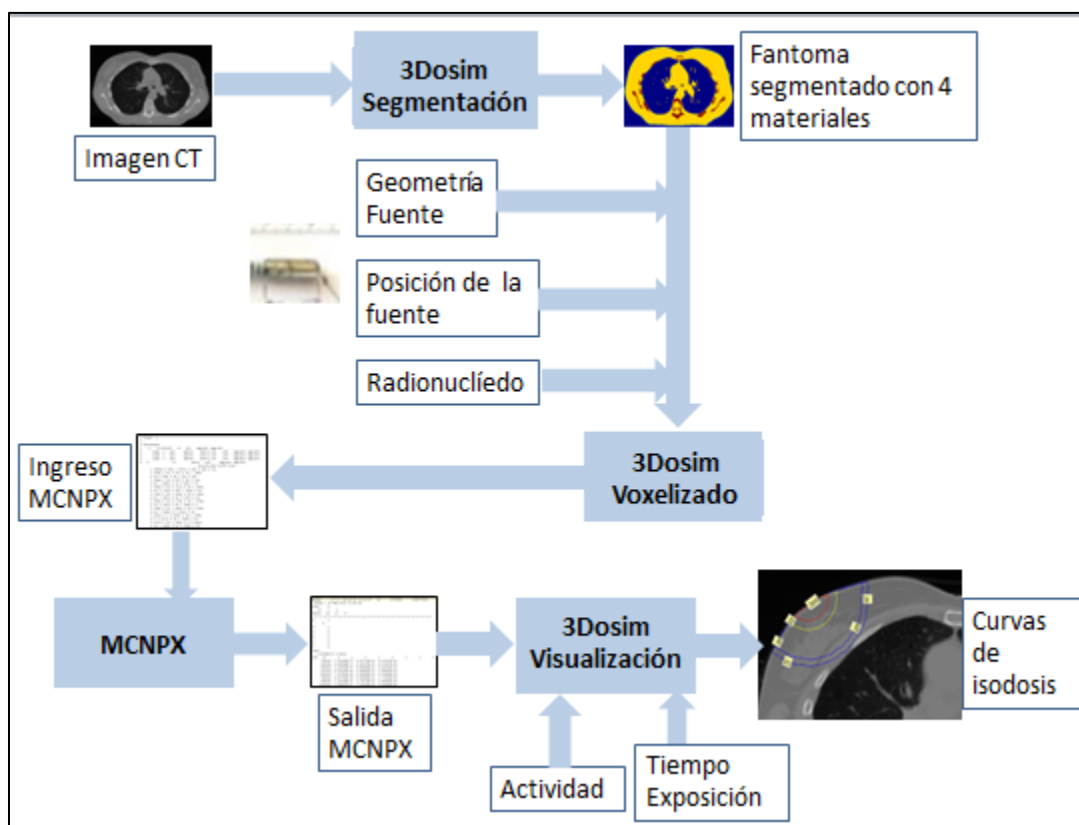 3Dosim
Segmentación
Fantoma
segmentado con 4
materiales
Imagen CT
Geometría
Fuente
Posición de la
fuente
Radionuclíedo
Ingreso
MCNPX
3Dosim
Voxelizado
MCNPX
3Dosim
Visualización
Curvas
de
isodosis
Salida
MCNPX
Actividad
Tiempo
Exposición